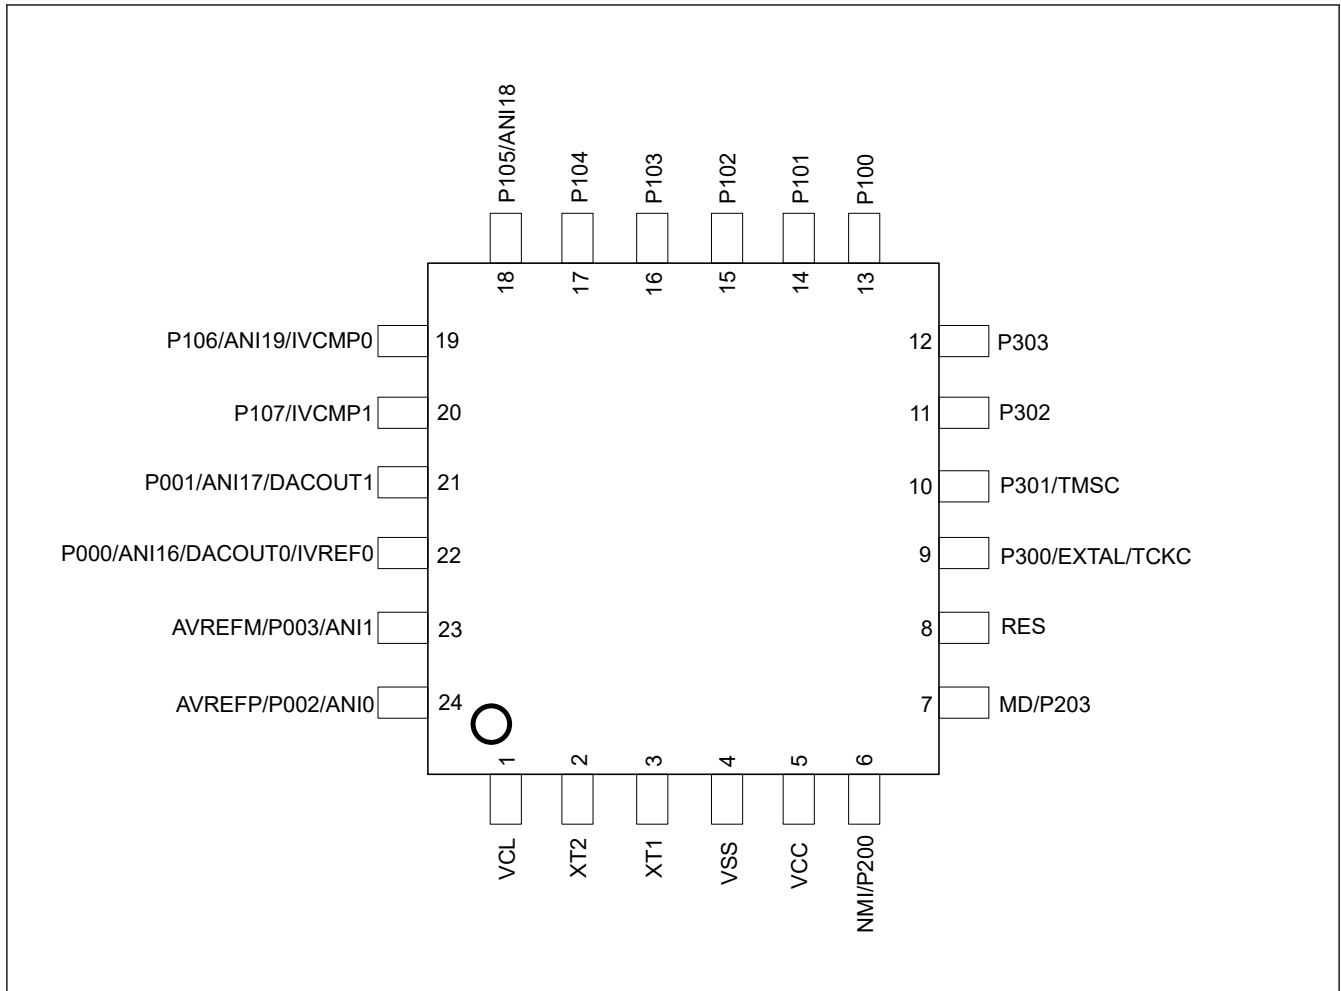 P105/ANI18
P104
P103
P102
P101
P100
18
17
16
15
14
13
P106/ANI19/IVCMP0
19
12
P303
P107/IVCMP1
20
11
P302
P001/ANI17/DACOUT1
21
10
P301/TMSC
P000/ANI16/DACOUT0/IVREF0
22
9
P300/EXTAL/TCKC
AVREFM/P003/ANI1
23
8
RES
AVREFP/P002/ANI0
24
7
MD/P203
1
2
3
4
5
6
VCL
XT2
XT1
VSS
VCC
NMI/P200